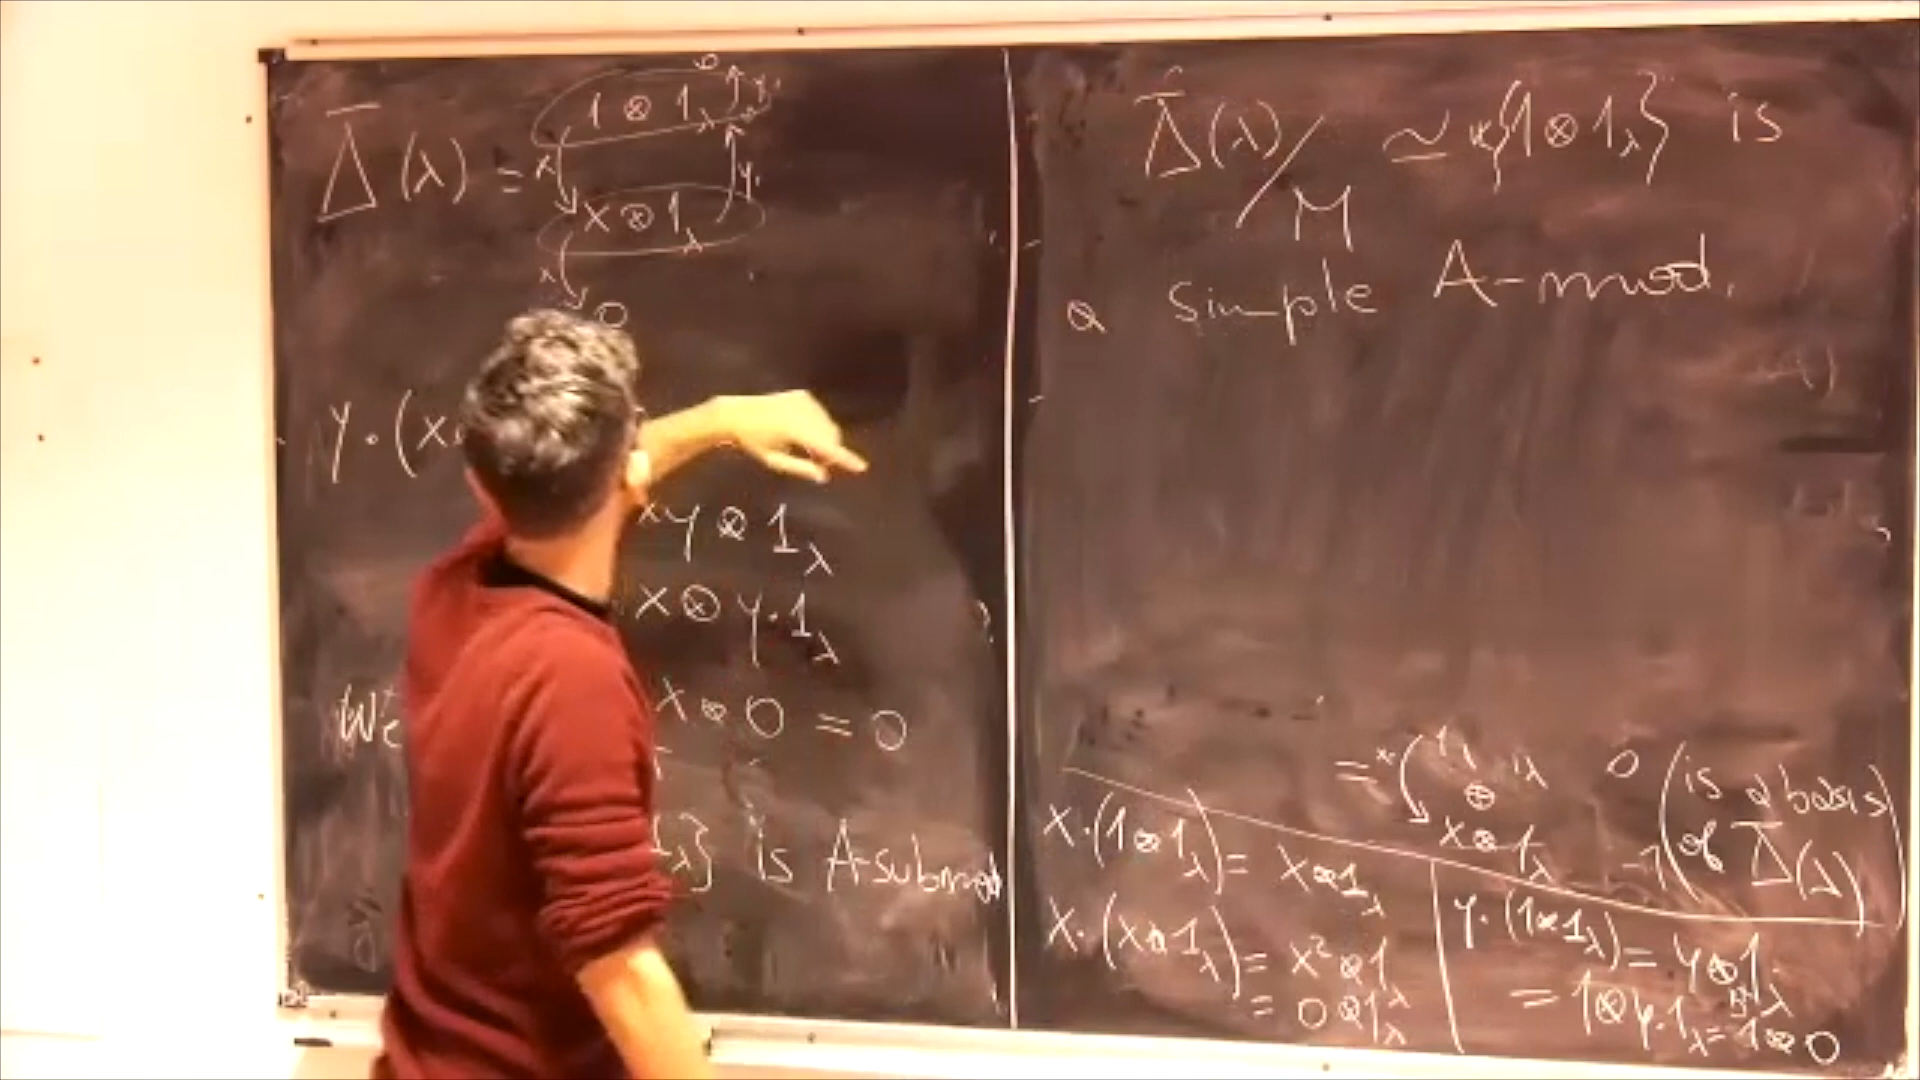 Δ̄(λ) =
1 ⊗ 1_λ
x
y.
x ⊗ 1_λ
x
0
y · (x
xy ⊗ 1_λ
x ⊗ y · 1_λ
We
x ⊗ 0 = 0
1_λ} is A-submod
Δ̄(λ)/M ≃ {1 ⊗ 1_λ} is
a simple A-mod.
=
⊕
x ⊗ 1_λ
0
-1
(is a basis
of Δ̄(λ))
x · (1 ⊗ 1_λ) = x ⊗ 1_λ
x · (x ⊗ 1_λ) = x² ⊗ 1_λ
= 0 ⊗ 1_λ
y · (1 ⊗ 1_λ) = y ⊗ 1_λ
= 1 ⊗ y · 1_λ = 1 ⊗ 0